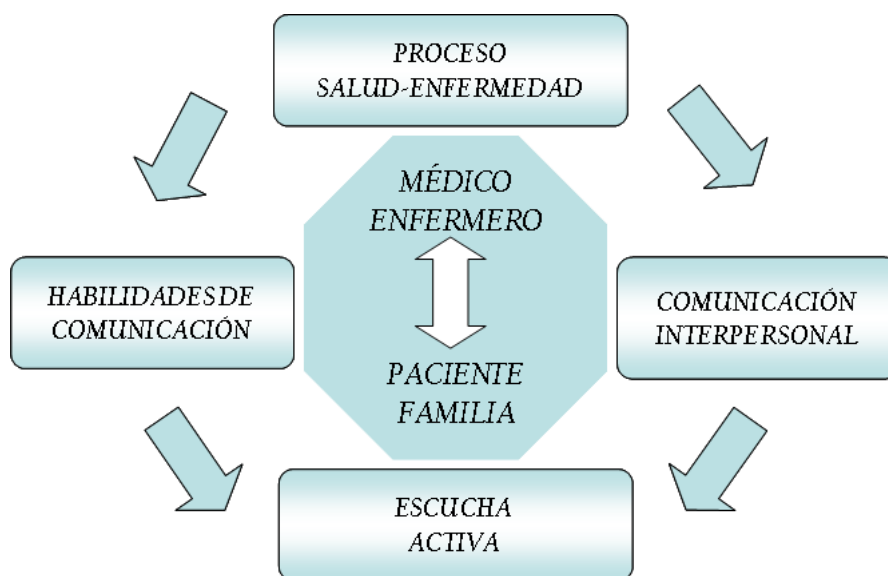 PROCESO
SALUD-ENFERMEDAD
MÉDICO
ENFERMERO
HABILIDADES DE
COMUNICACIÓN
COMUNICACIÓN
INTERPERSONAL
PACIENTE
FAMILIA
ESCUCHA
ACTIVA